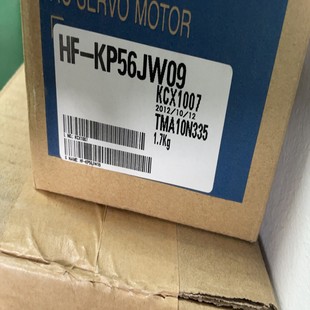 AC SERVO MOTOR
HF-KP56JW09
KCX1007
2012/10/12
TMA10N335
1.7Kg